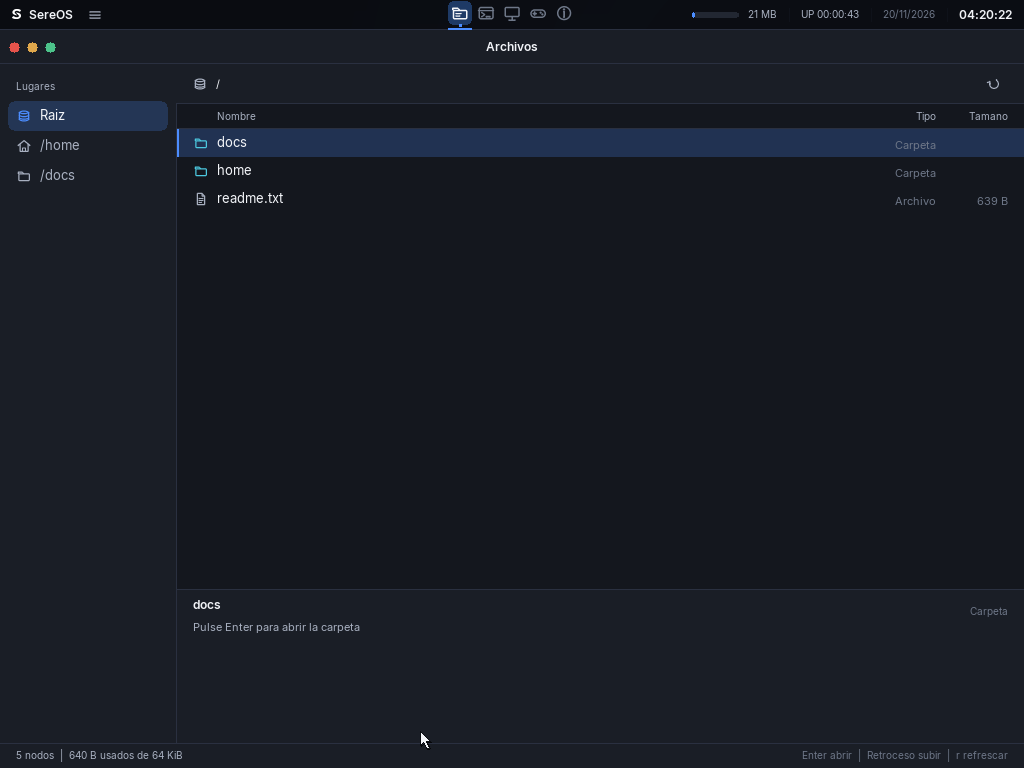 SereOS 21 MB UP 00:00:43 20/11/2026 04:20:22
Archivos
Lugares
Raiz
/home
/docs
/
Nombre Tipo Tamano
docs Carpeta
home Carpeta
readme.txt Archivo 639 B
docs Carpeta
Pulse Enter para abrir la carpeta
5 nodos | 640 B usados de 64 KiB Enter abrir | Retroceso subir | r refrescar